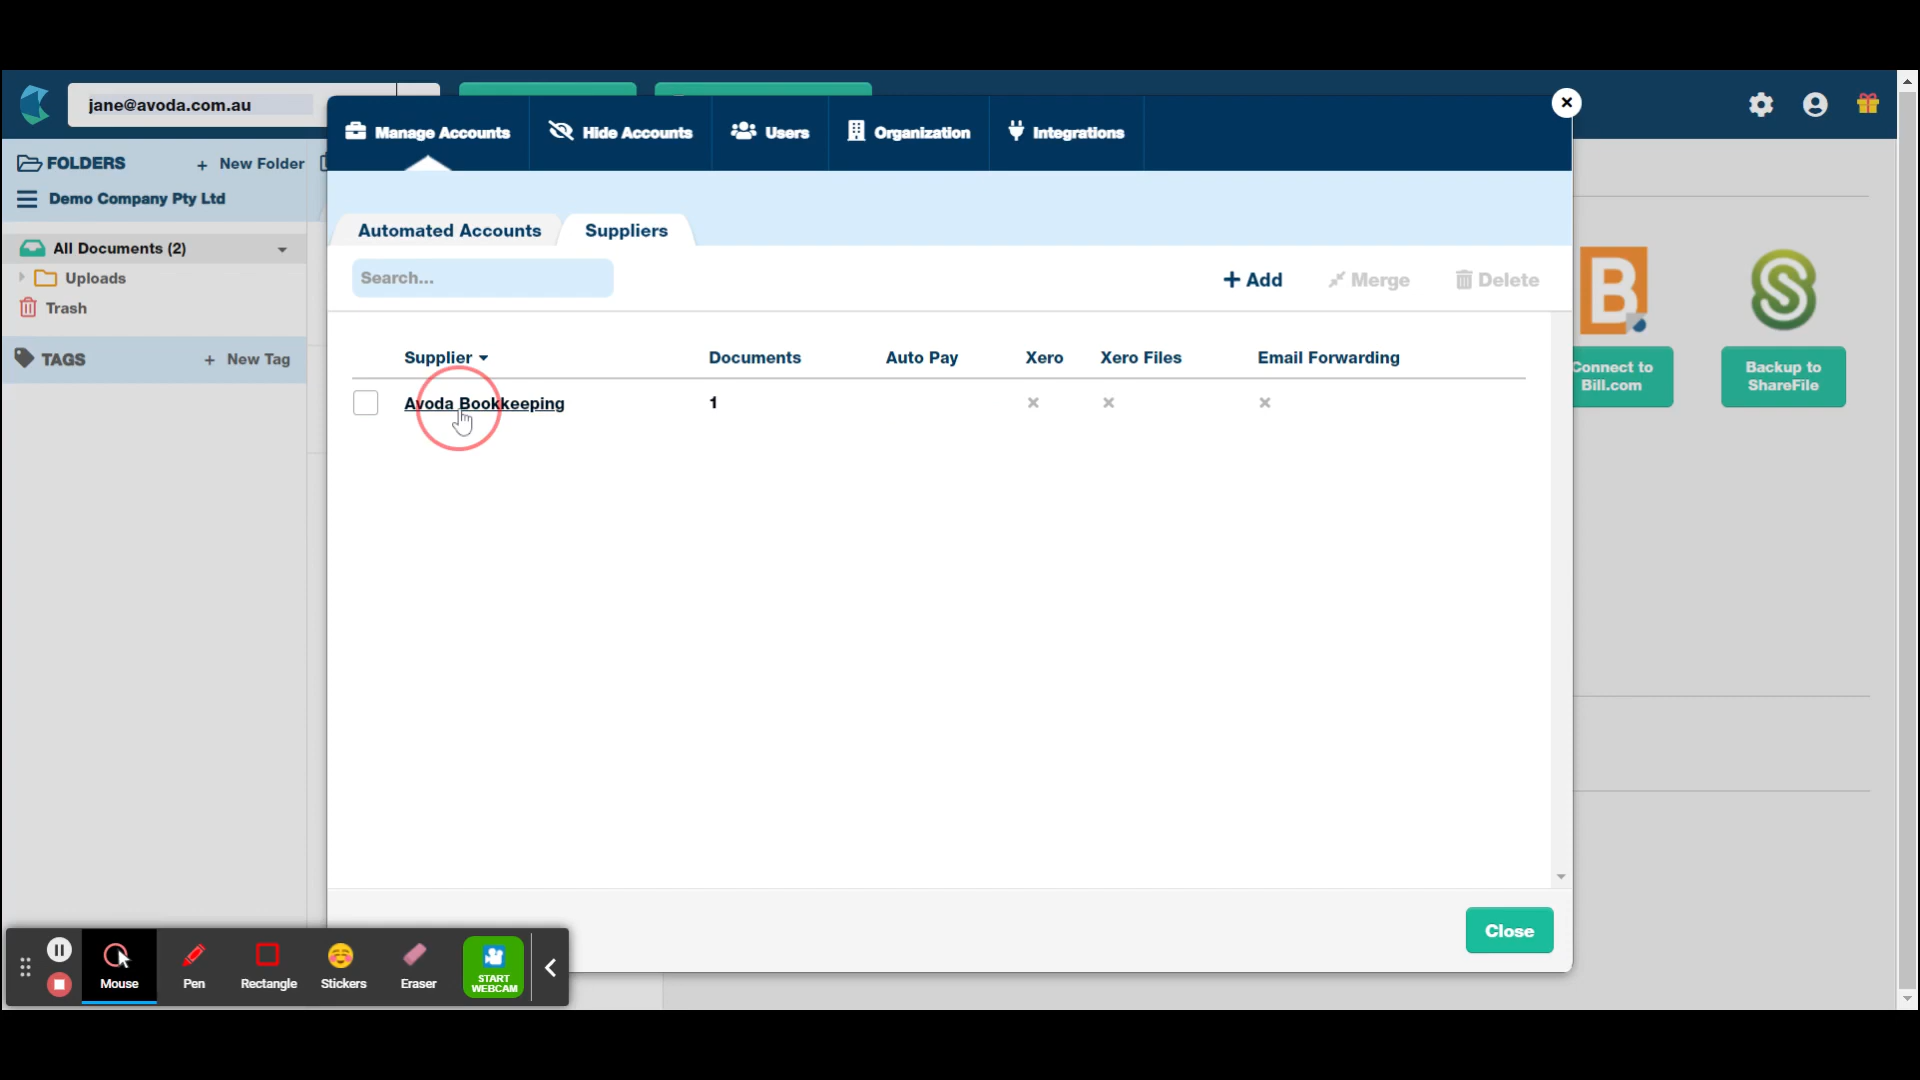 jane@avoda.com.au
Manage Accounts
Hide Accounts
Users
Organization
Integrations
FOLDERS
+ New Folder
Demo Company Pty Ltd
Automated Accounts
Suppliers
All Documents (2)
Uploads
Trash
Search...
+ Add
Merge
Delete
TAGS
+ New Tag
Supplier
Documents
Auto Pay
Xero
Xero Files
Email Forwarding
Avoda Bookkeeping
1
Connect to
Bill.com
Backup to
ShareFile
Close
Mouse
Pen
Rectangle
Stickers
Eraser
START
WEBCAM